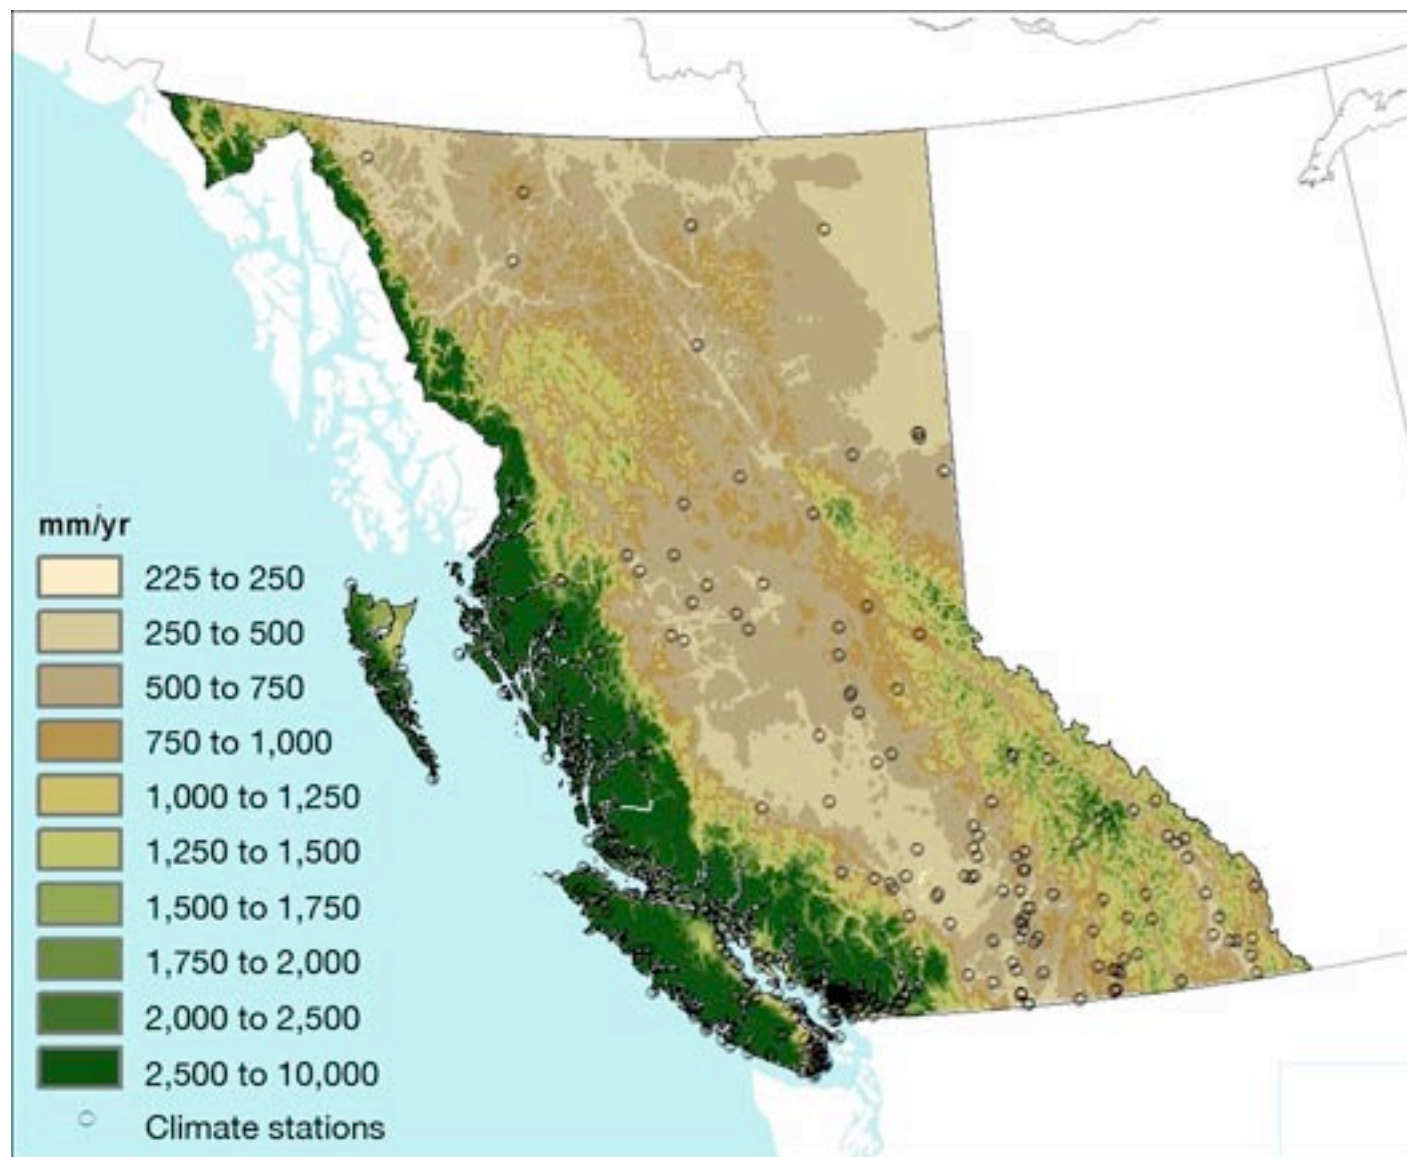 mm/yr
225 to 250
250 to 500
500 to 750
750 to 1,000
1,000 to 1,250
1,250 to 1,500
1,500 to 1,750
1,750 to 2,000
2,000 to 2,500
2,500 to 10,000
Climate stations